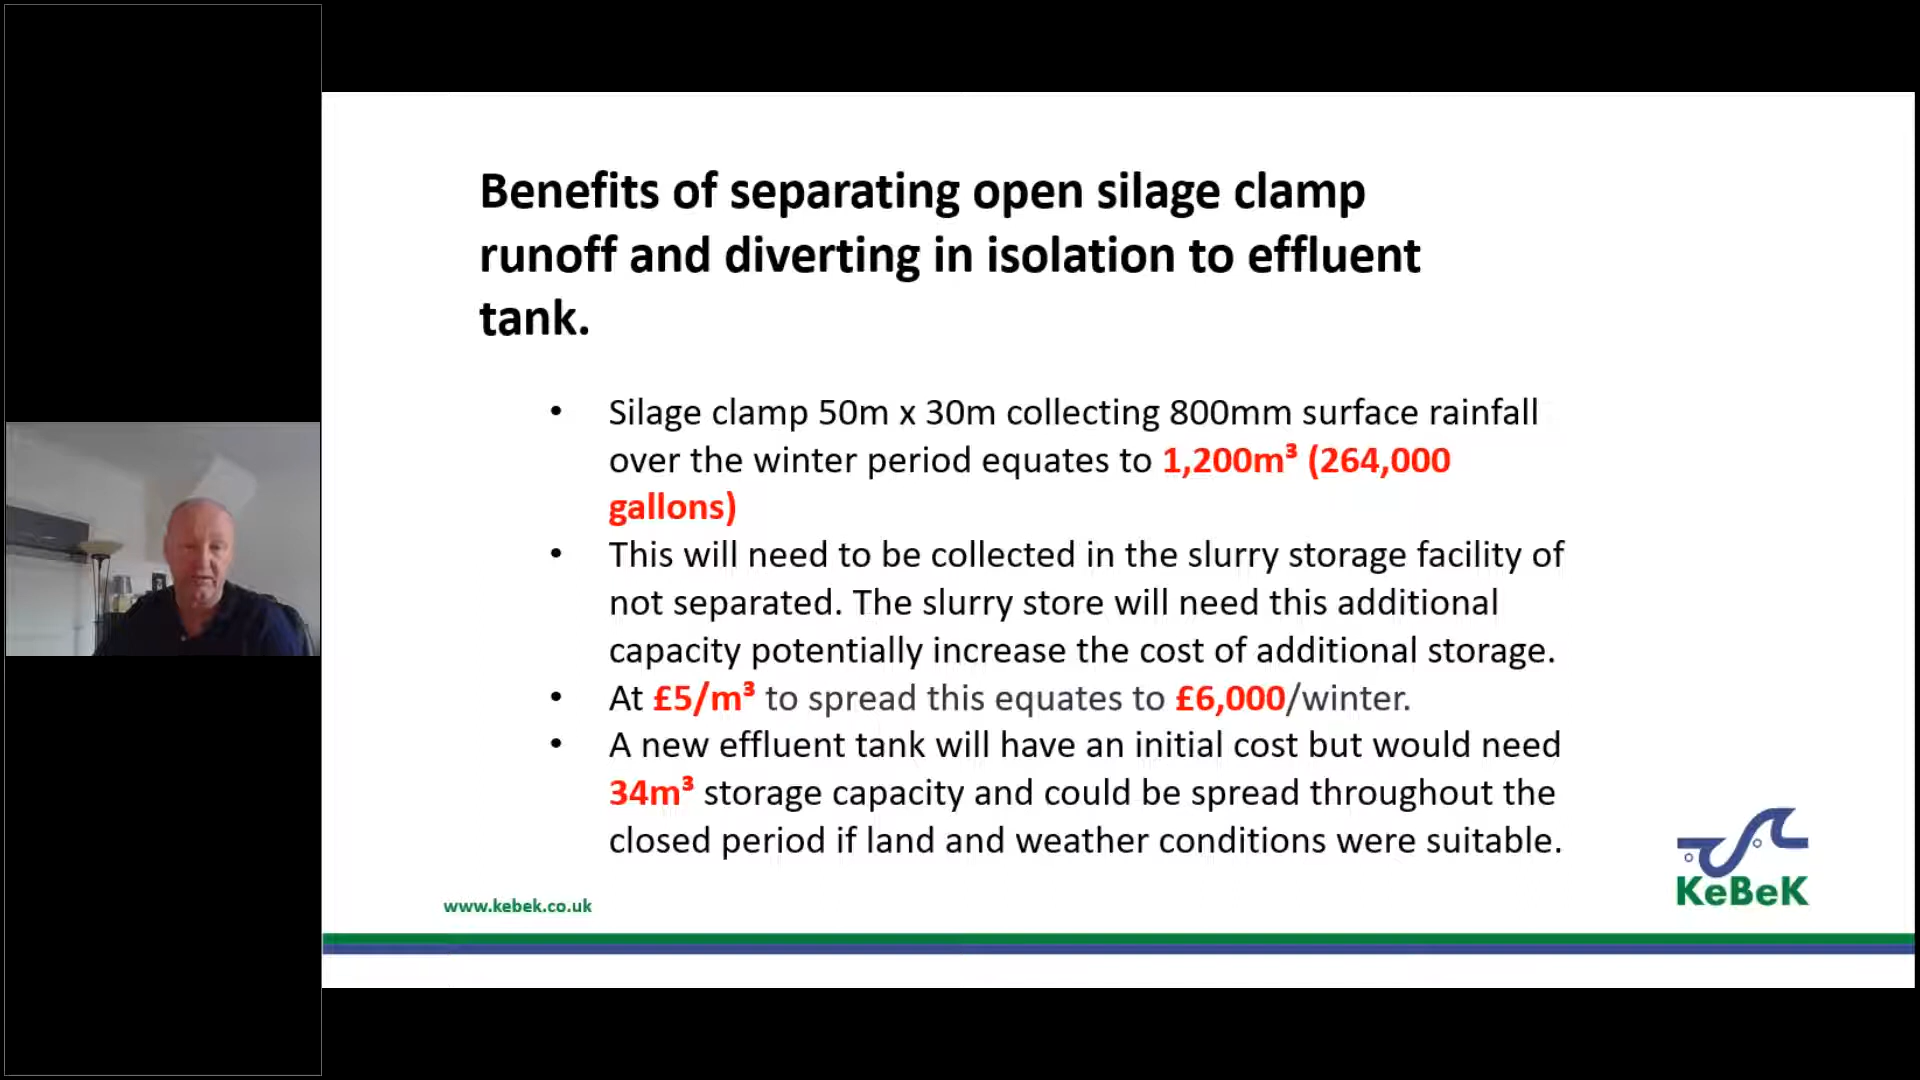 Benefits of separating open silage clamp
runoff and diverting in isolation to effluent
tank.
• Silage clamp 50m x 30m collecting 800mm surface rainfall
over the winter period equates to 1,200m³ (264,000
gallons)
• This will need to be collected in the slurry storage facility of
not separated. The slurry store will need this additional
capacity potentially increase the cost of additional storage.
• At £5/m³ to spread this equates to £6,000/winter.
• A new effluent tank will have an initial cost but would need
34m³ storage capacity and could be spread throughout the
closed period if land and weather conditions were suitable.
www.kebek.co.uk
KeBeK